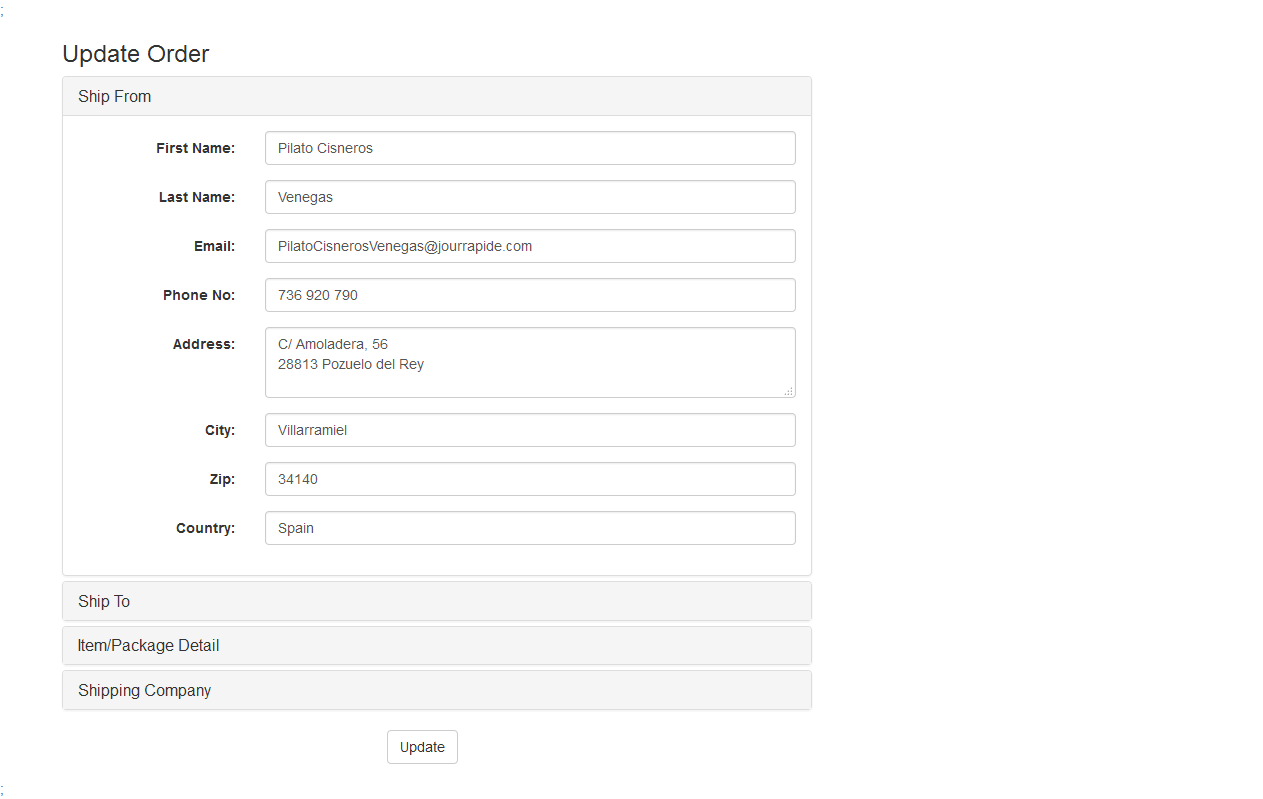 ;
Update Order
Ship From
First Name: Pilato Cisneros
Last Name: Venegas
Email: PilatoCisnerosVenegas@jourrapide.com
Phone No: 736 920 790
Address: C/ Amoladera, 56
28813 Pozuelo del Rey
City: Villarramiel
Zip: 34140
Country: Spain
Ship To
Item/Package Detail
Shipping Company
Update
;